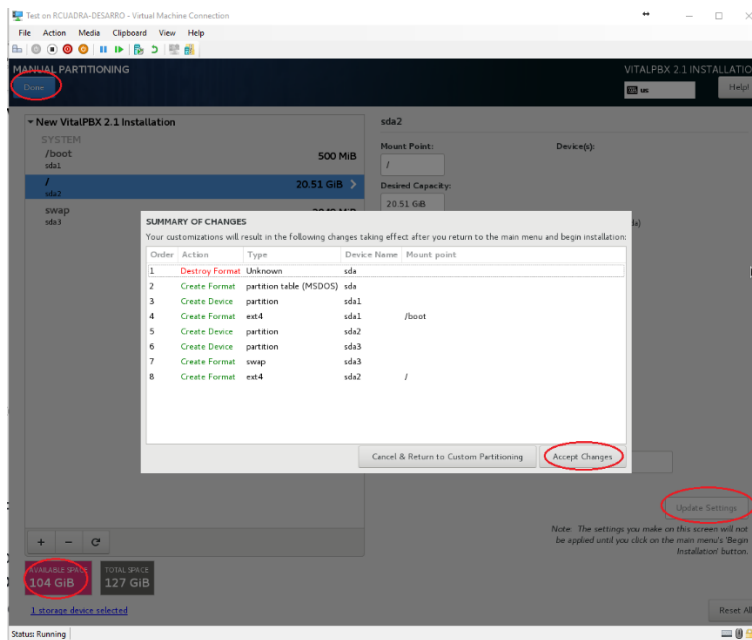 Test on RCUADRA-DESARRO - Virtual Machine Connection
File Action Media Clipboard View Help
MANUAL PARTITIONING
VITALPBX 2.1 INSTALLATIO
Done
us
Help!
New VitalPBX 2.1 Installation
sda2
SYSTEM
/boot
500 MiB
sda1
Mount Point:
Device(s):
/
/
20.51 GiB
sda2
Desired Capacity:
20.51 GiB
swap
sda3
SUMMARY OF CHANGES
Your customizations will result in the following changes taking effect after you return to the main menu and begin installation:
Order Action Type Device Name Mount point
1 Destroy Format Unknown sda
2 Create Format partition table (MSDOS) sda
3 Create Device partition sda1
4 Create Format ext4 sda1 /boot
5 Create Device partition sda2
6 Create Device partition sda3
7 Create Format swap sda3
8 Create Format ext4 sda2 /
Cancel & Return to Custom Partitioning
Accept Changes
Update Settings
Note: The settings you make on this screen will not
be applied until you click on the main menu's 'Begin
Installation' button.
+ −
AVAILABLE SPACE
104 GiB
TOTAL SPACE
127 GiB
1 storage device selected
Reset All
Status: Running